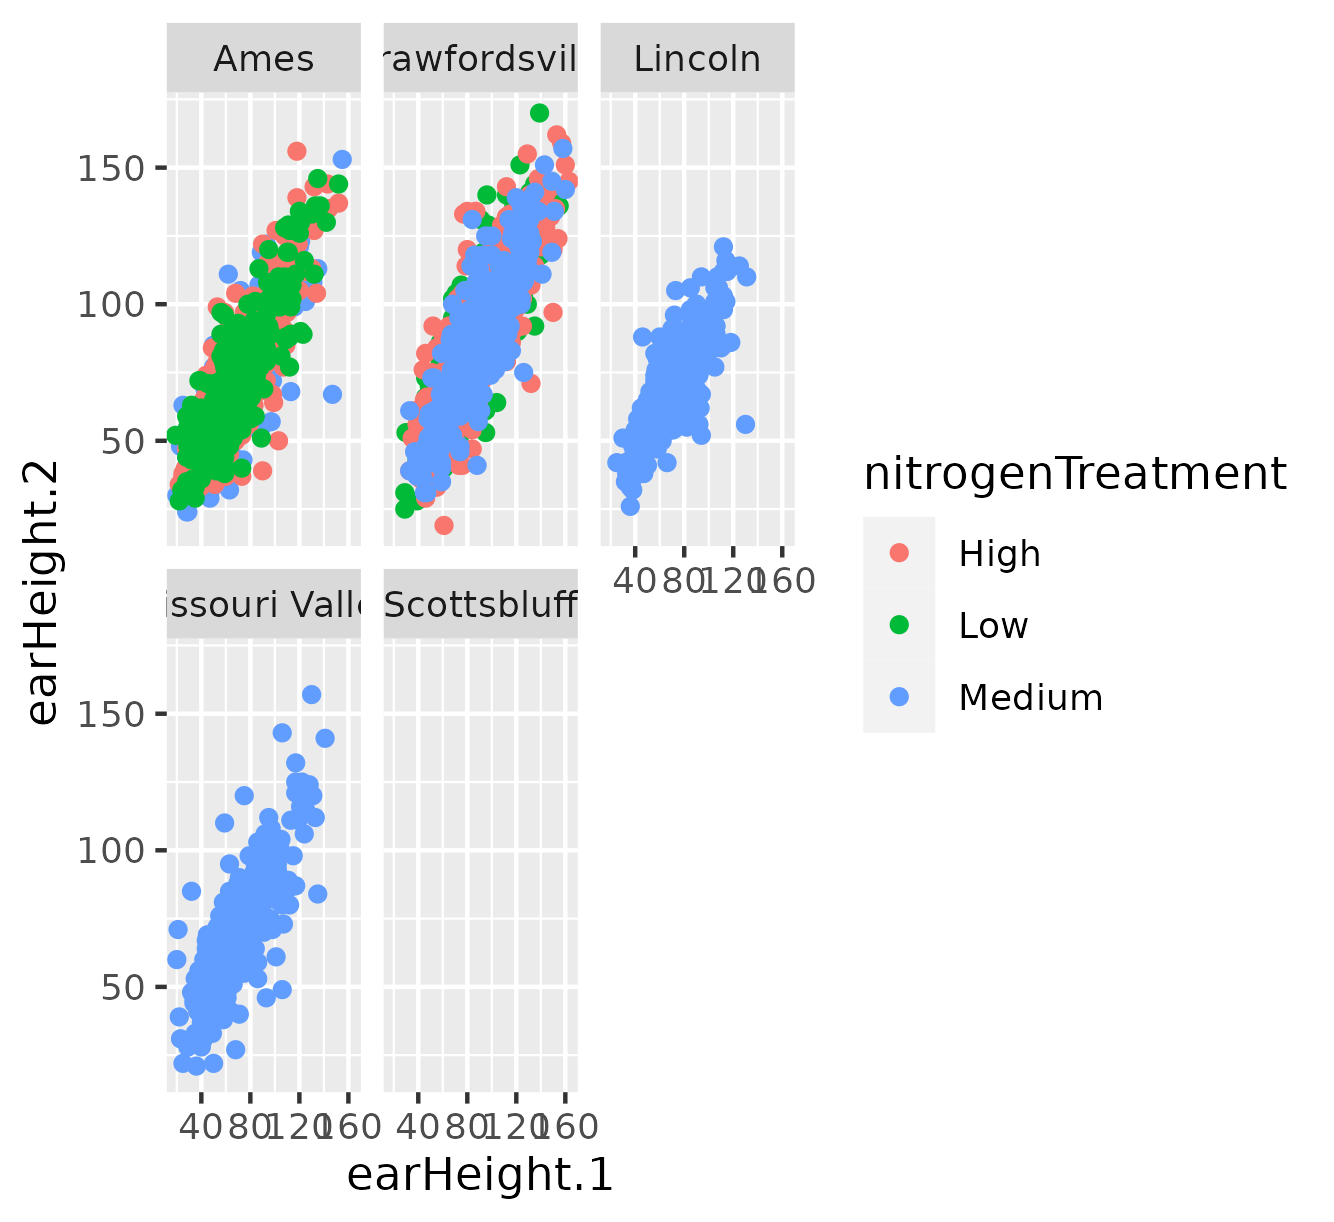 Ames
rawfordsvil
Lincoln
150
100
50
40 80 120 160
issouri Valle
Scottsbluff
150
100
50
40 80 120 160
40 80 120 160
earHeight.1
earHeight.2
nitrogenTreatment
High
Low
Medium